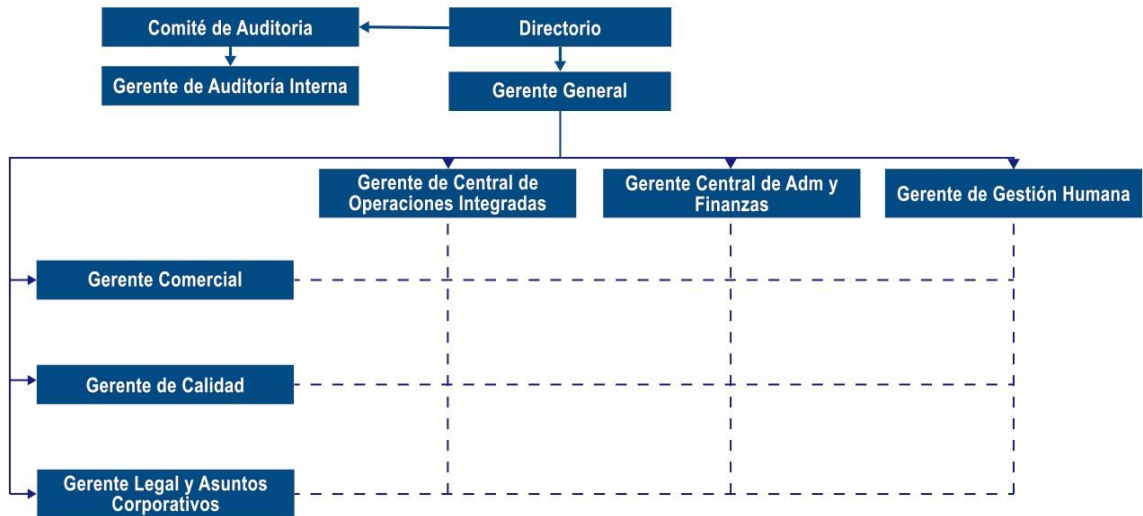 Comité de Auditoria
Directorio
Gerente de Auditoría Interna
Gerente General
Gerente de Central de
Operaciones Integradas
Gerente Central de Adm y
Finanzas
Gerente de Gestión Humana
Gerente Comercial
Gerente de Calidad
Gerente Legal y Asuntos
Corporativos